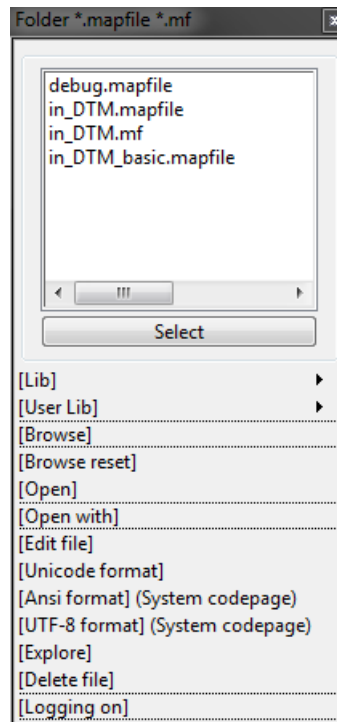 Folder *.mapfile *.mf
debug.mapfile
in_DTM.mapfile
in_DTM.mf
in_DTM_basic.mapfile
Select
[Lib]
[User Lib]
[Browse]
[Browse reset]
[Open]
[Open with]
[Edit file]
[Unicode format]
[Ansi format] (System codepage)
[UTF-8 format] (System codepage)
[Explore]
[Delete file]
[Logging on]